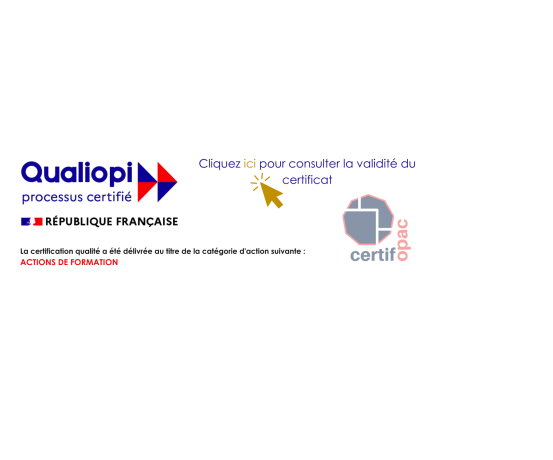 Qualiopi
processus certifié
RÉPUBLIQUE FRANÇAISE
La certification qualité a été délivrée au titre de la catégorie d'action suivante :
ACTIONS DE FORMATION
Cliquez ici pour consulter la validité du
certificat
certif
opac